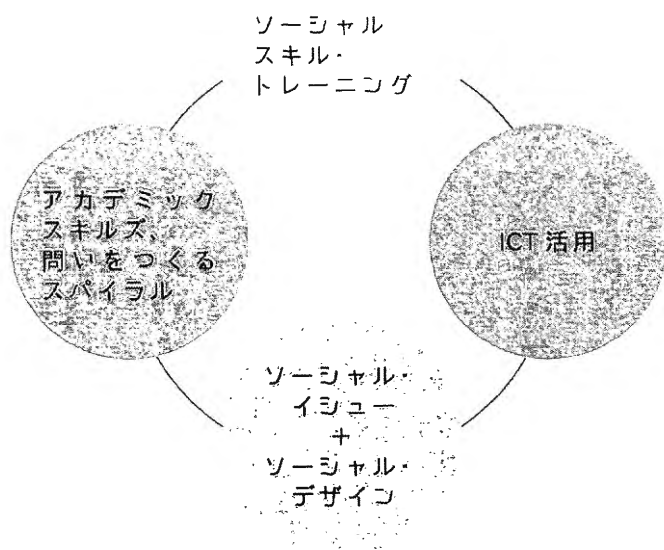 ソーシャル
スキル・
トレーニング
アカデミック
スキルズ、
問いをつくる
スパイラル
ICT 活用
ソーシャル・
イシュー
+
ソーシャル・
デザイン